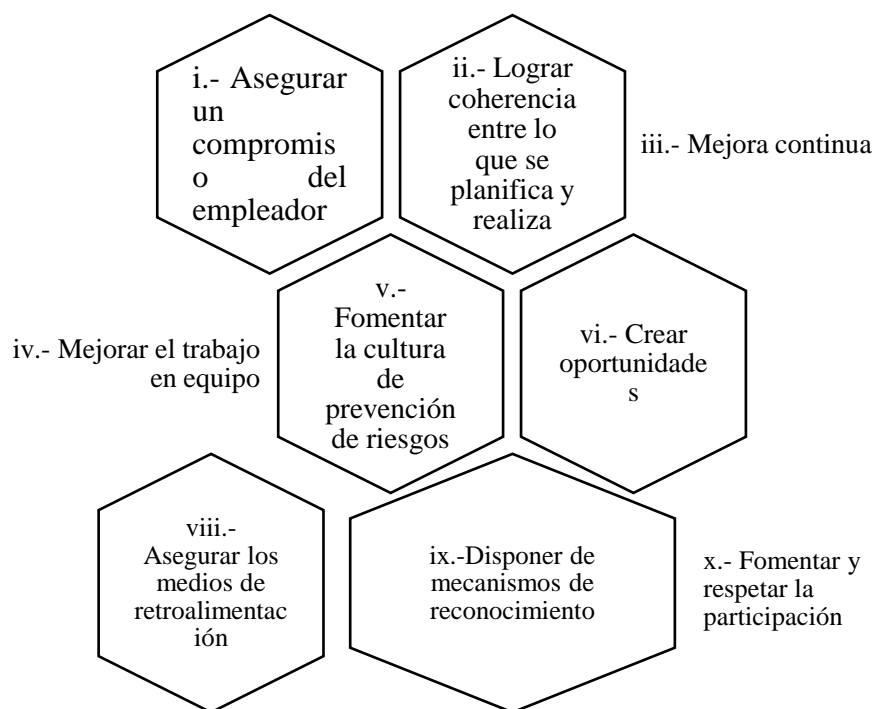 i.- Asegurar
un
compromis
o del
empleador
ii.- Lograr
coherencia
entre lo
que se
planifica y
realiza
iii.- Mejora continua
iv.- Mejorar el trabajo
en equipo
v.-
Fomentar
la cultura
de
prevención
de riesgos
vi.- Crear
oportunidade
s
viii.-
Asegurar los
medios de
retroalimentac
ión
ix.-Disponer de
mecanismos de
reconocimiento
x.- Fomentar y
respetar la
participación